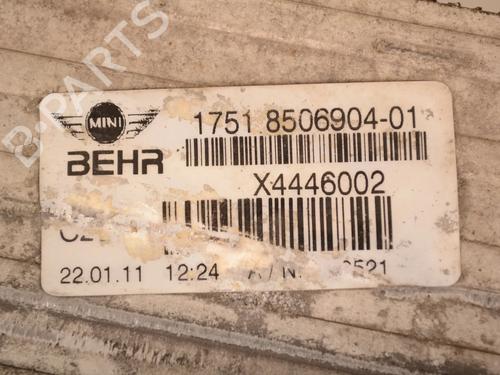 B-PARTS
MINI
BEHR
1751 8506904-01
X4446002
22.01.11 12:24